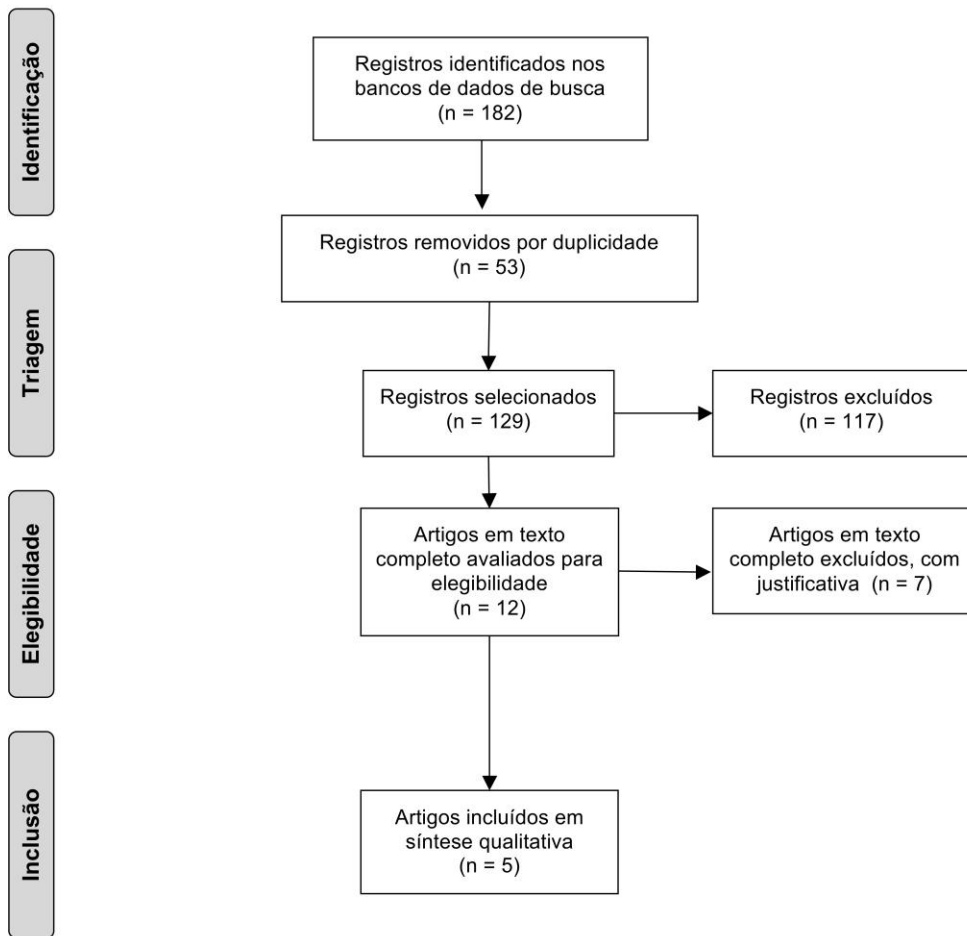 Identificação
Registros identificados nos
bancos de dados de busca
(n = 182)
Registros removidos por duplicidade
(n = 53)
Triagem
Registros selecionados
(n = 129)
Registros excluídos
(n = 117)
Elegibilidade
Artigos em texto
completo avaliados para
elegibilidade
(n = 12)
Artigos em texto
completo excluídos, com
justificativa (n = 7)
Inclusão
Artigos incluídos em
síntese qualitativa
(n = 5)